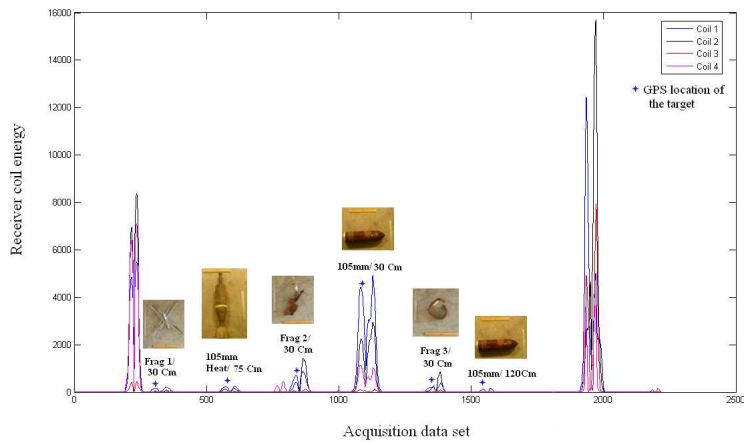 16000
14000
12000
10000
8000
6000
4000
2000
0
0
500
1000
1500
2000
2500
Receiver coil energy
Acquisition data set
Coil 1
Coil 2
Coil 3
Coil 4
GPS location of
the target
Frag 1/
30 Cm
105mm
Heat/ 75 Cm
Frag 2/
30 Cm
105mm/ 30 Cm
Frag 3/
30 Cm
105mm/ 120Cm